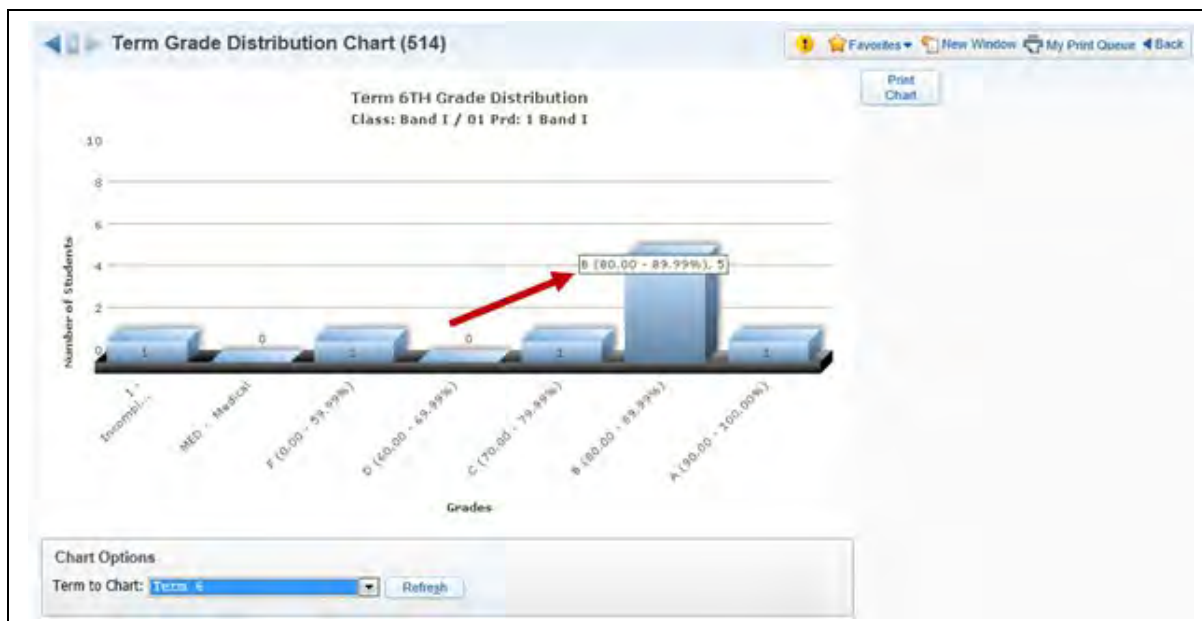 Term Grade Distribution Chart (514)
Favorites New Window My Print Queue Back
Print
Chart
Term 6TH Grade Distribution
Class: Band I / 01 Prd: 1 Band I
10
8
6
4
2
0
Number of Students
B (80.00 - 89.99%), 5
1
0
1
0
1
1
1 -
Incompl...
MED - Medical
F (0.00 - 59.99%)
D (60.00 - 69.99%)
C (70.00 - 79.99%)
B (80.00 - 89.99%)
A (90.00 - 100.00%)
Grades
Chart Options
Term to Chart: Term 6 Refresh